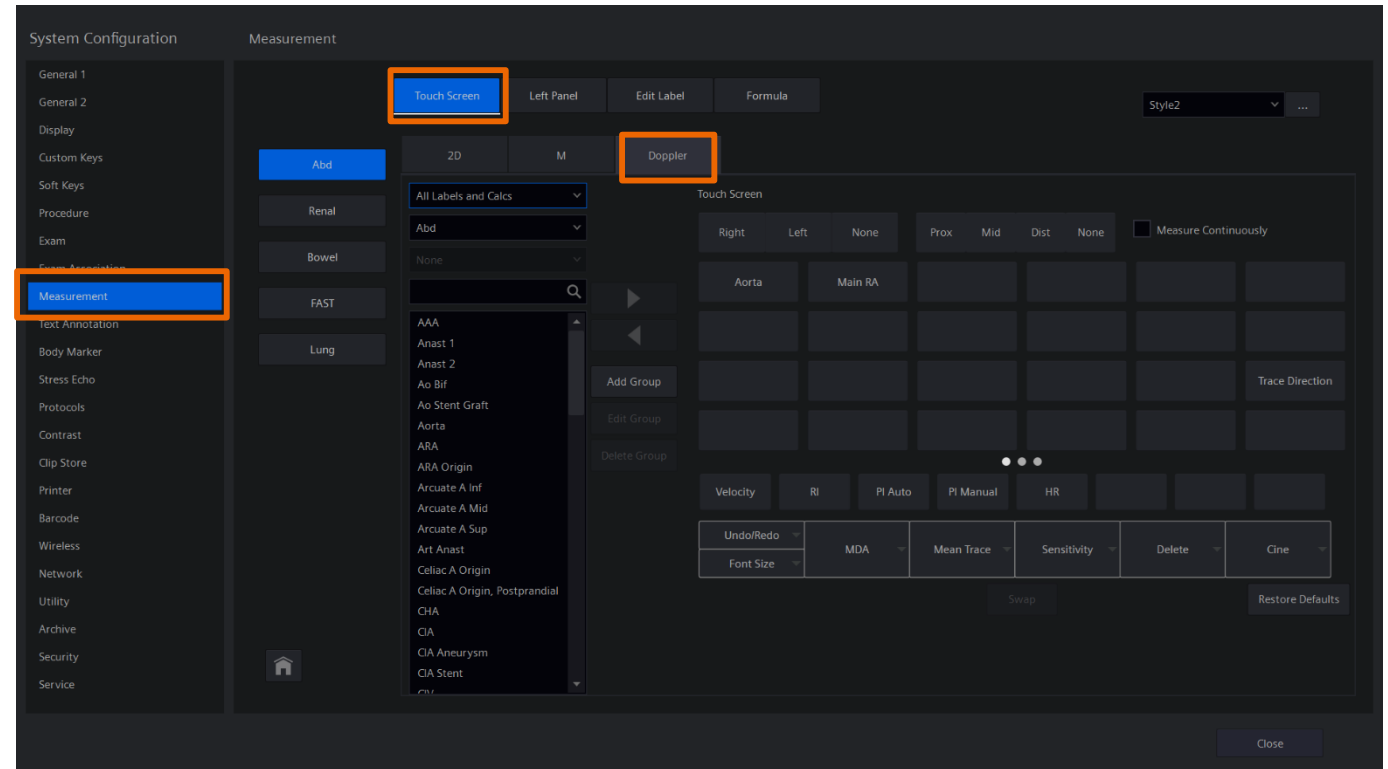 System Configuration
Measurement
General 1
General 2
Display
Custom Keys
Soft Keys
Procedure
Exam
Exam Association
Measurement
Text Annotation
Body Marker
Stress Echo
Protocols
Contrast
Clip Store
Printer
Barcode
Wireless
Network
Utility
Archive
Security
Service
Touch Screen Left Panel Edit Label Formula
Style2 ...
Abd
Renal
Bowel
FAST
Lung
2D M Doppler
All Labels and Calcs
Abd
None
AAA
Anast 1
Anast 2
Ao Bif
Ao Stent Graft
Aorta
ARA
ARA Origin
Arcuate A Inf
Arcuate A Mid
Arcuate A Sup
Art Anast
Celiac A Origin
Celiac A Origin, Postprandial
CHA
CIA
CIA Aneurysm
CIA Stent
CIV
Add Group
Edit Group
Delete Group
Touch Screen
Right Left None Prox Mid Dist None Measure Continuously
Aorta Main RA
Trace Direction
Velocity RI PI Auto PI Manual HR
Undo/Redo
Font Size
MDA Mean Trace Sensitivity Delete Cine
Swap Restore Defaults
Close